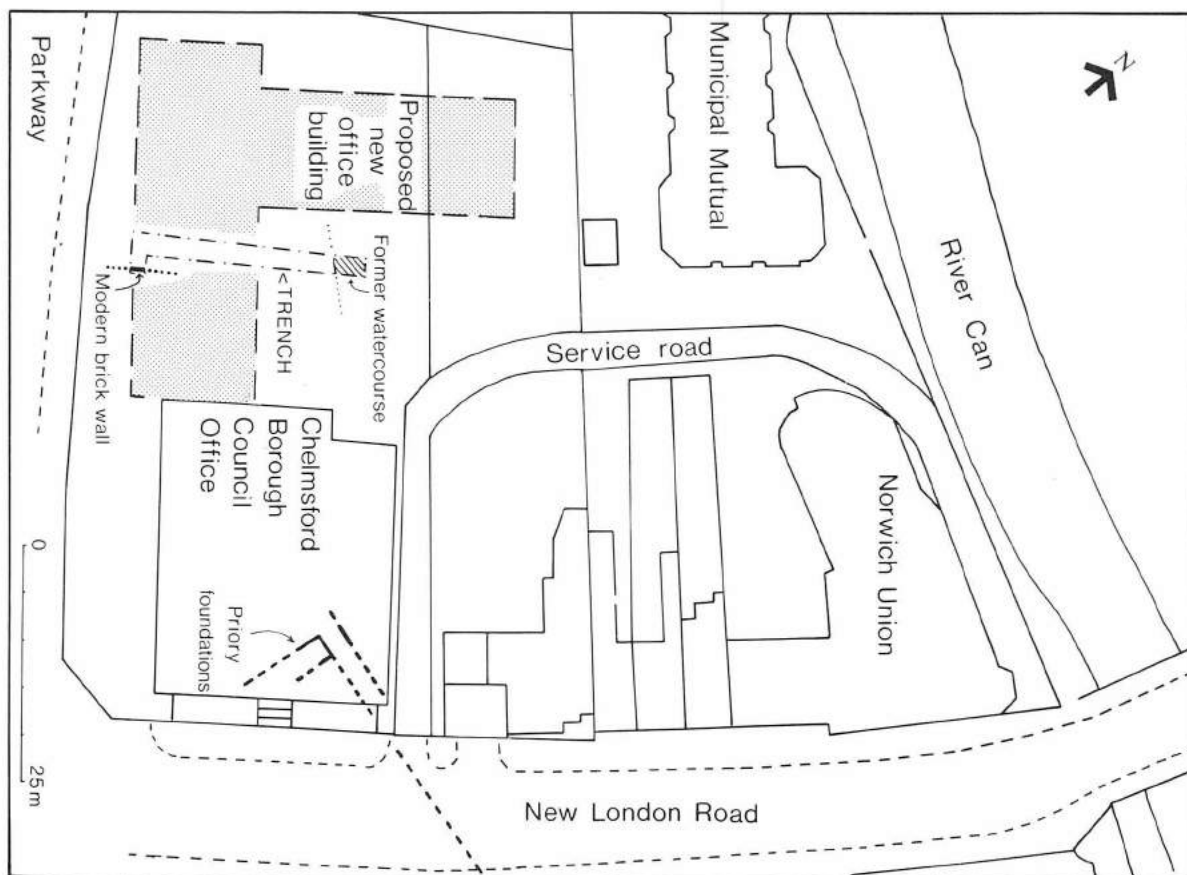 Parkway
Proposed
new
office
building
Municipal Mutual
N
River Can
Former watercourse
<TRENCH
Modern brick wall
Service road
Chelmsford
Borough
Council
Office
Norwich Union
Priory
foundations
New London Road
0
25m